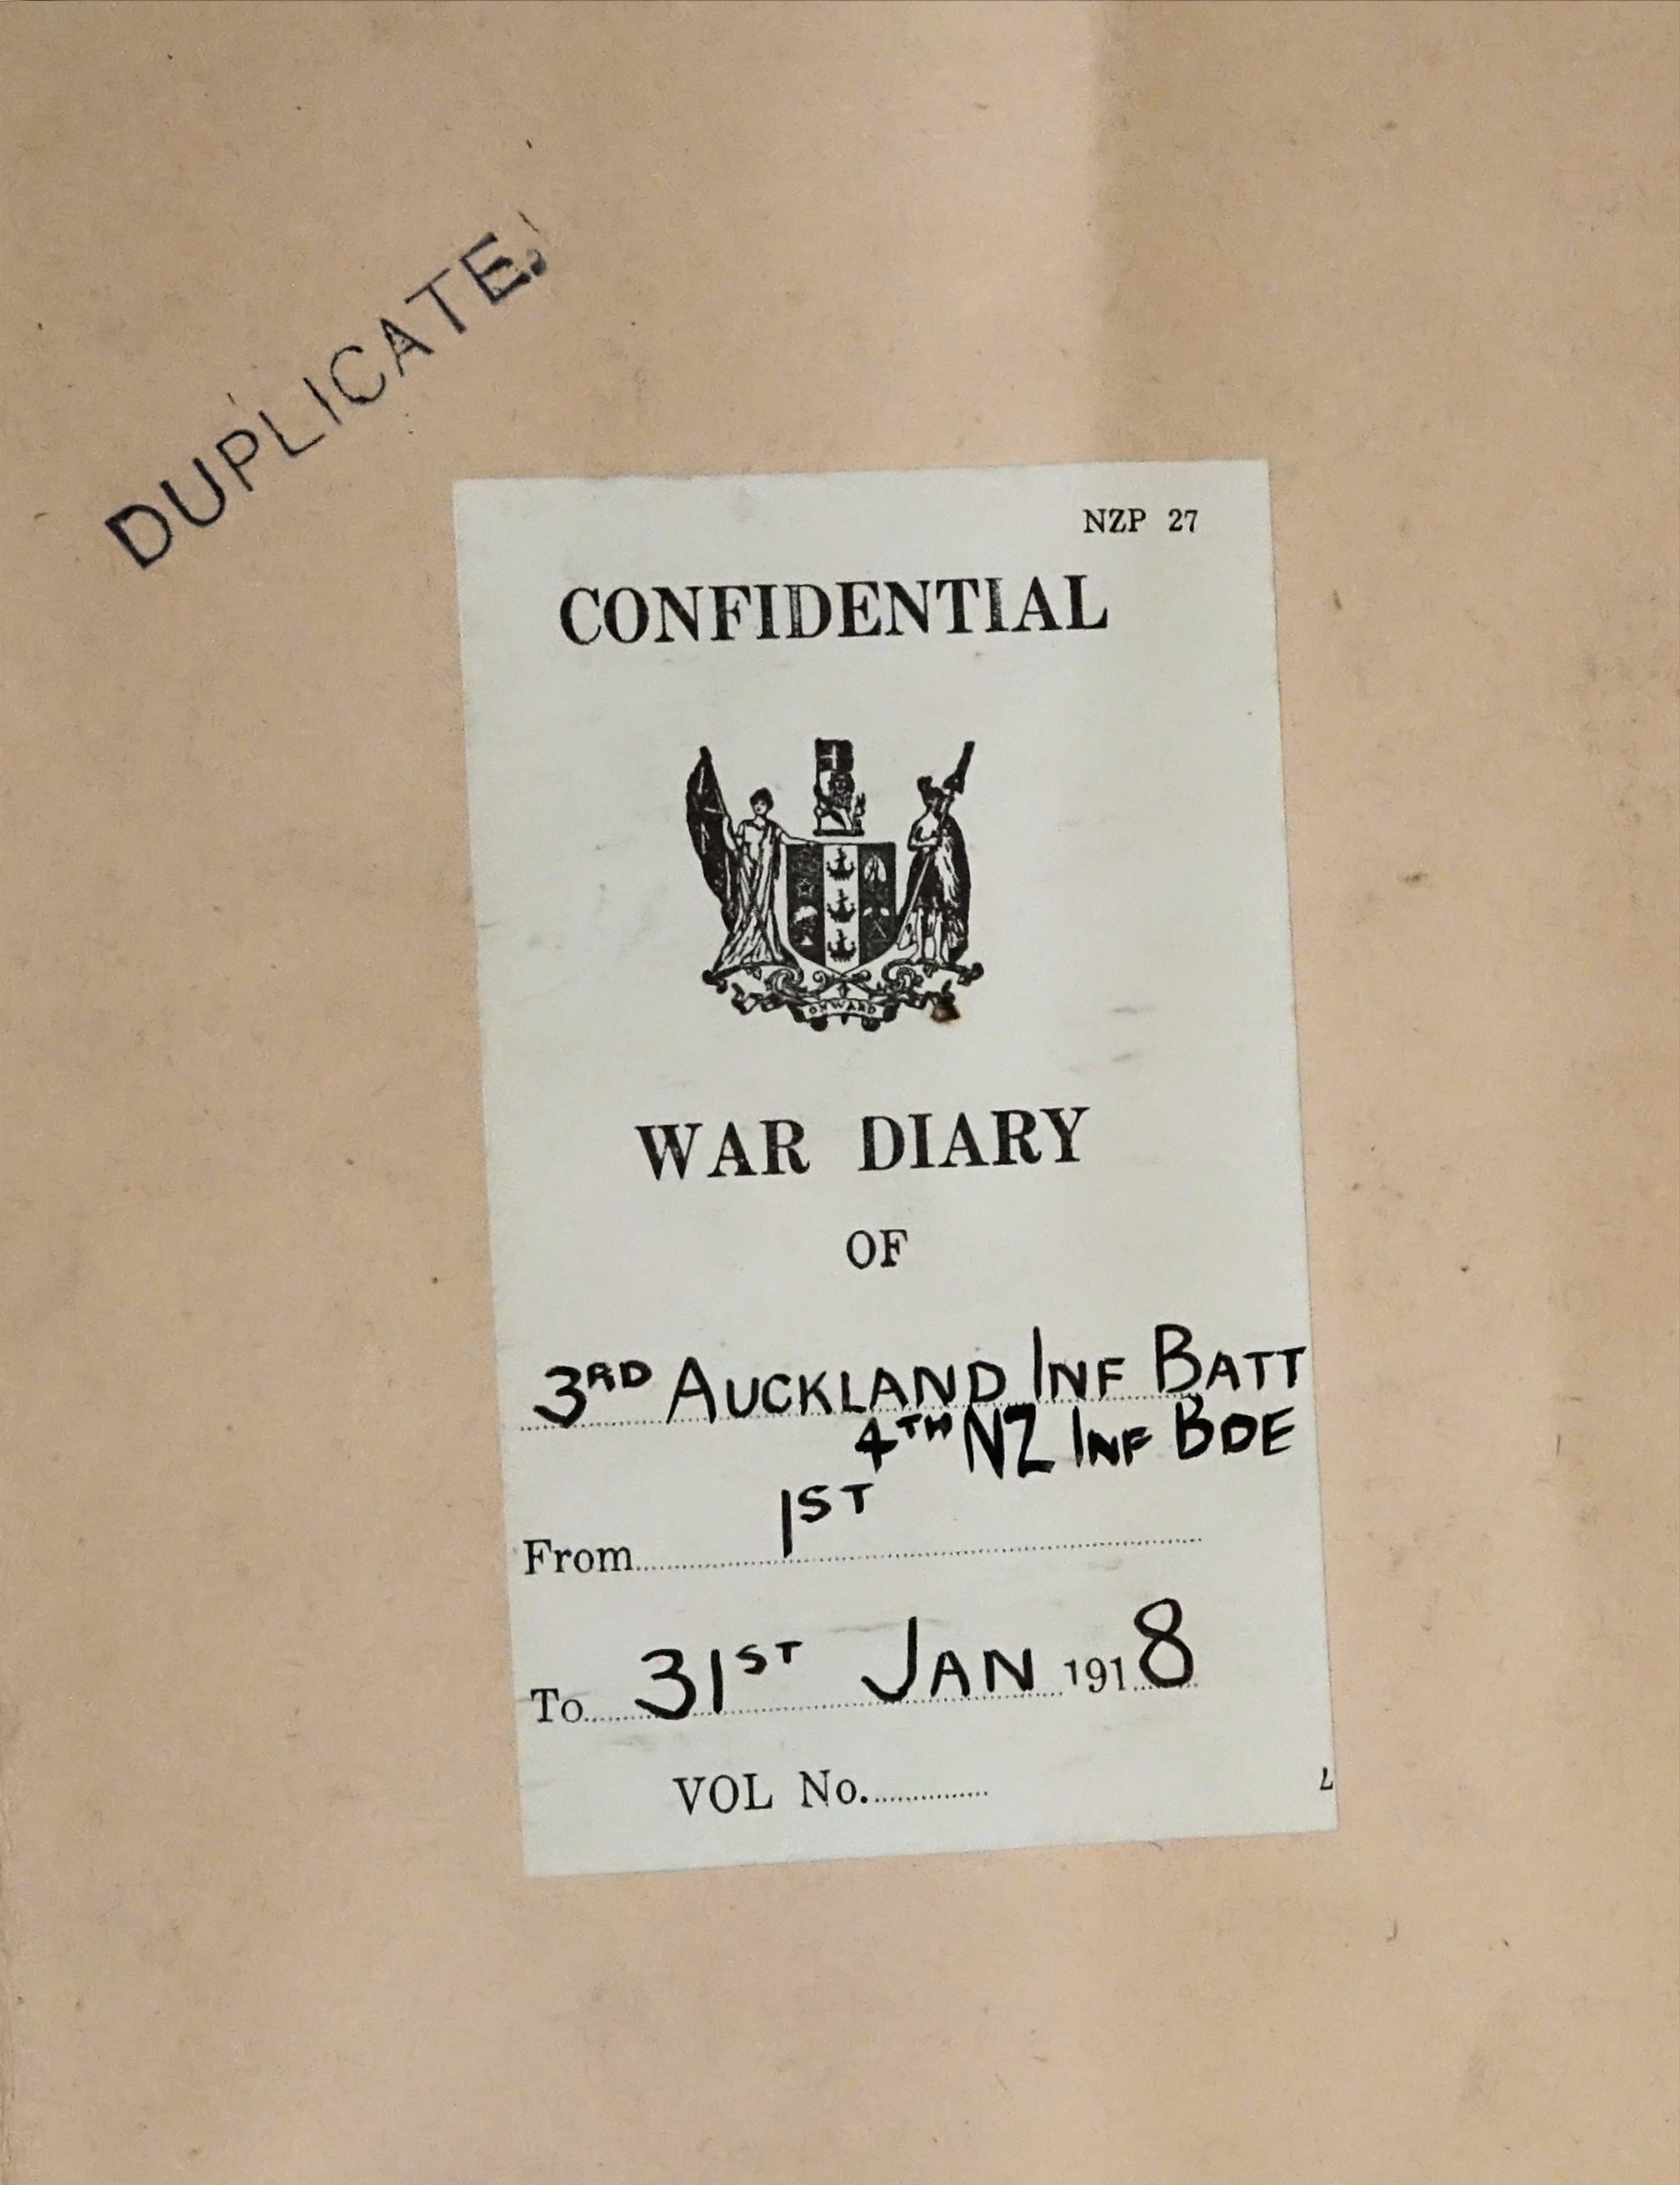 DUPLICATE.
NZP 27
CONFIDENTIAL
ONWARD
WAR DIARY
OF
3RD AUCKLAND INF BATT
4TH NZ INF BDE
From 1ST
To 31ST JAN 1918
VOL No.